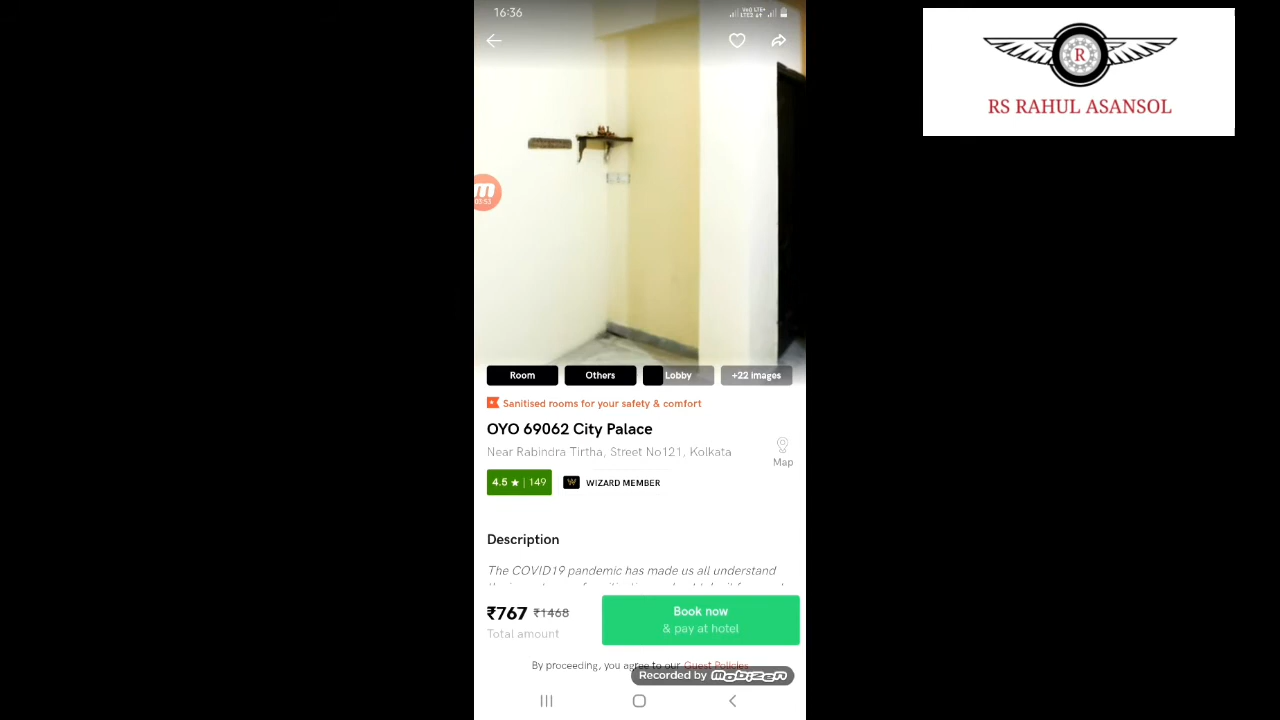 16:36
R
RS RAHUL ASANSOL
03:53
Room
Others
Lobby
+22 images
Sanitised rooms for your safety & comfort
OYO 69062 City Palace
Near Rabindra Tirtha, Street No121, Kolkata
Map
4.5 ★ | 149
W WIZARD MEMBER
Description
The COVID19 pandemic has made us all understand
₹767 ₹1468
Total amount
Book now
& pay at hotel
By proceeding, you agree to our Guest Policies
Recorded by mobizen